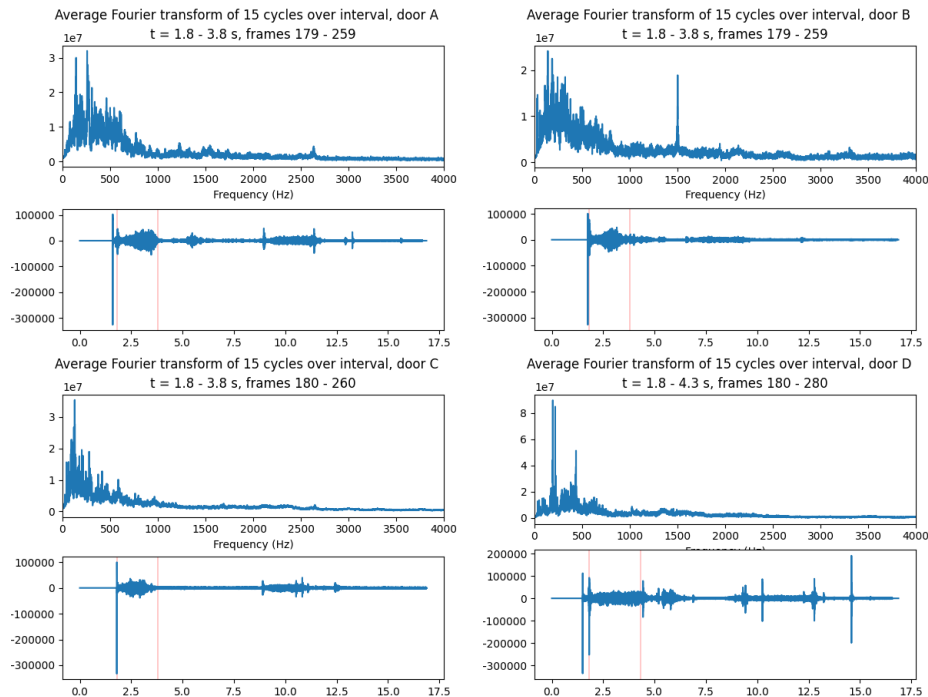 Average Fourier transform of 15 cycles over interval, door A
t = 1.8 - 3.8 s, frames 179 - 259
1e7
3
2
1
0
0 500 1000 1500 2000 2500 3000 3500 4000
Frequency (Hz)
100000
0
-100000
-200000
-300000
0.0 2.5 5.0 7.5 10.0 12.5 15.0 17.5
Average Fourier transform of 15 cycles over interval, door B
t = 1.8 - 3.8 s, frames 179 - 259
1e7
2
1
0
0 500 1000 1500 2000 2500 3000 3500 4000
Frequency (Hz)
100000
0
-100000
-200000
-300000
0.0 2.5 5.0 7.5 10.0 12.5 15.0 17.5
Average Fourier transform of 15 cycles over interval, door C
t = 1.8 - 3.8 s, frames 180 - 260
1e7
3
2
1
0
0 500 1000 1500 2000 2500 3000 3500 4000
Frequency (Hz)
100000
0
-100000
-200000
-300000
0.0 2.5 5.0 7.5 10.0 12.5 15.0 17.5
Average Fourier transform of 15 cycles over interval, door D
t = 1.8 - 4.3 s, frames 180 - 280
1e7
8
6
4
2
0
0 500 1000 1500 2000 2500 3000 3500 4000
Frequency (Hz)
200000
100000
0
-100000
-200000
-300000
0.0 2.5 5.0 7.5 10.0 12.5 15.0 17.5